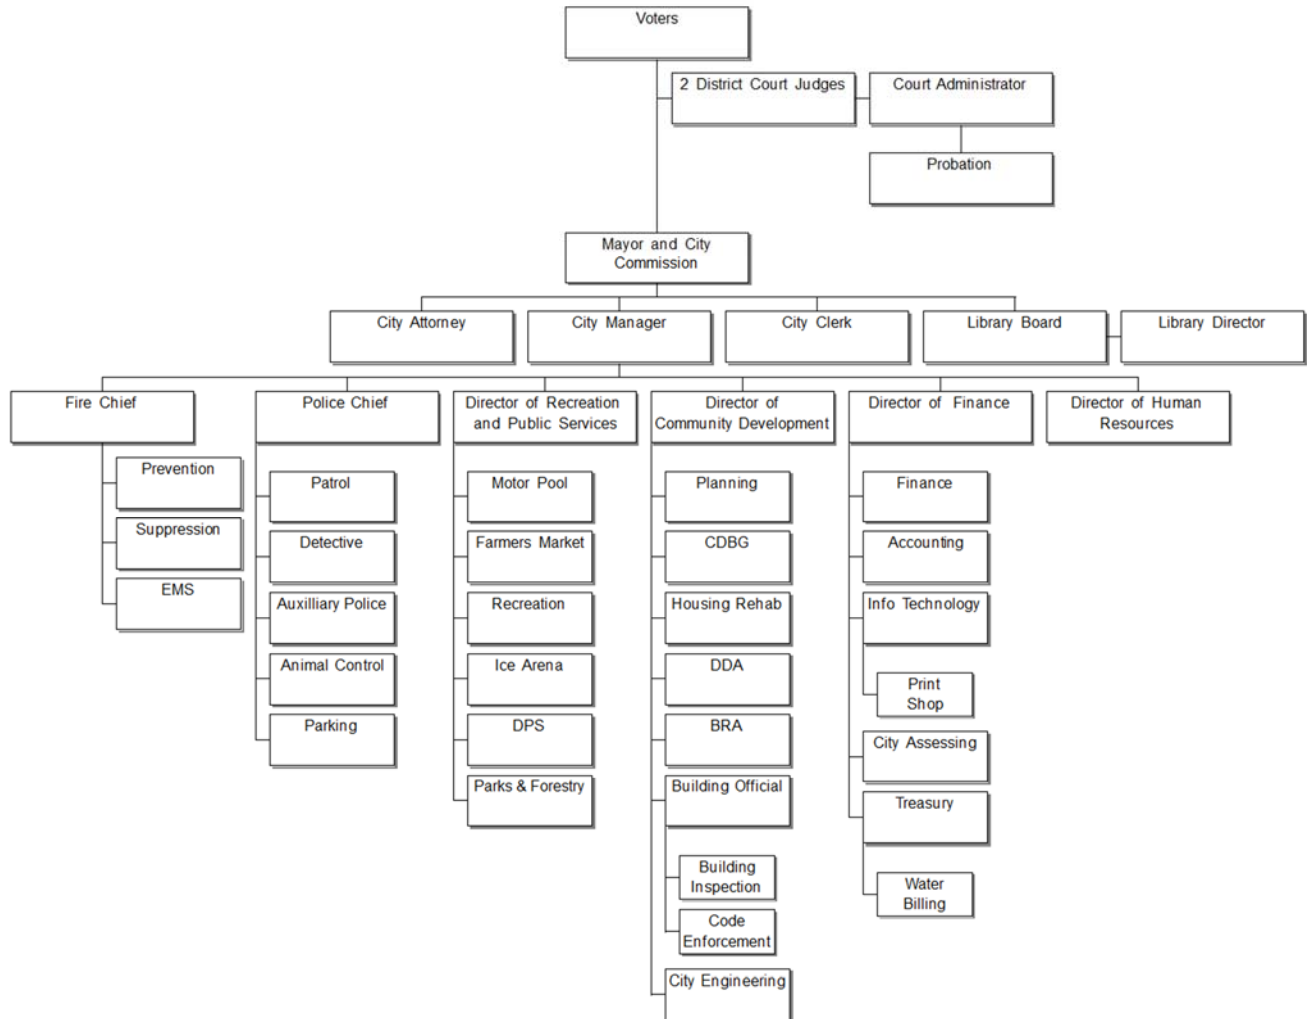 Voters
2 District Court Judges
Court Administrator
Probation
Mayor and City
Commission
City Attorney
City Manager
City Clerk
Library Board
Library Director
Fire Chief
Police Chief
Director of Recreation
and Public Services
Director of
Community Development
Director of Finance
Director of Human
Resources
Prevention
Suppression
EMS
Patrol
Detective
Auxilliary Police
Animal Control
Parking
Motor Pool
Farmers Market
Recreation
Ice Arena
DPS
Parks & Forestry
Planning
CDBG
Housing Rehab
DDA
BRA
Building Official
Building
Inspection
Code
Enforcement
City Engineering
Finance
Accounting
Info Technology
Print
Shop
City Assessing
Treasury
Water
Billing